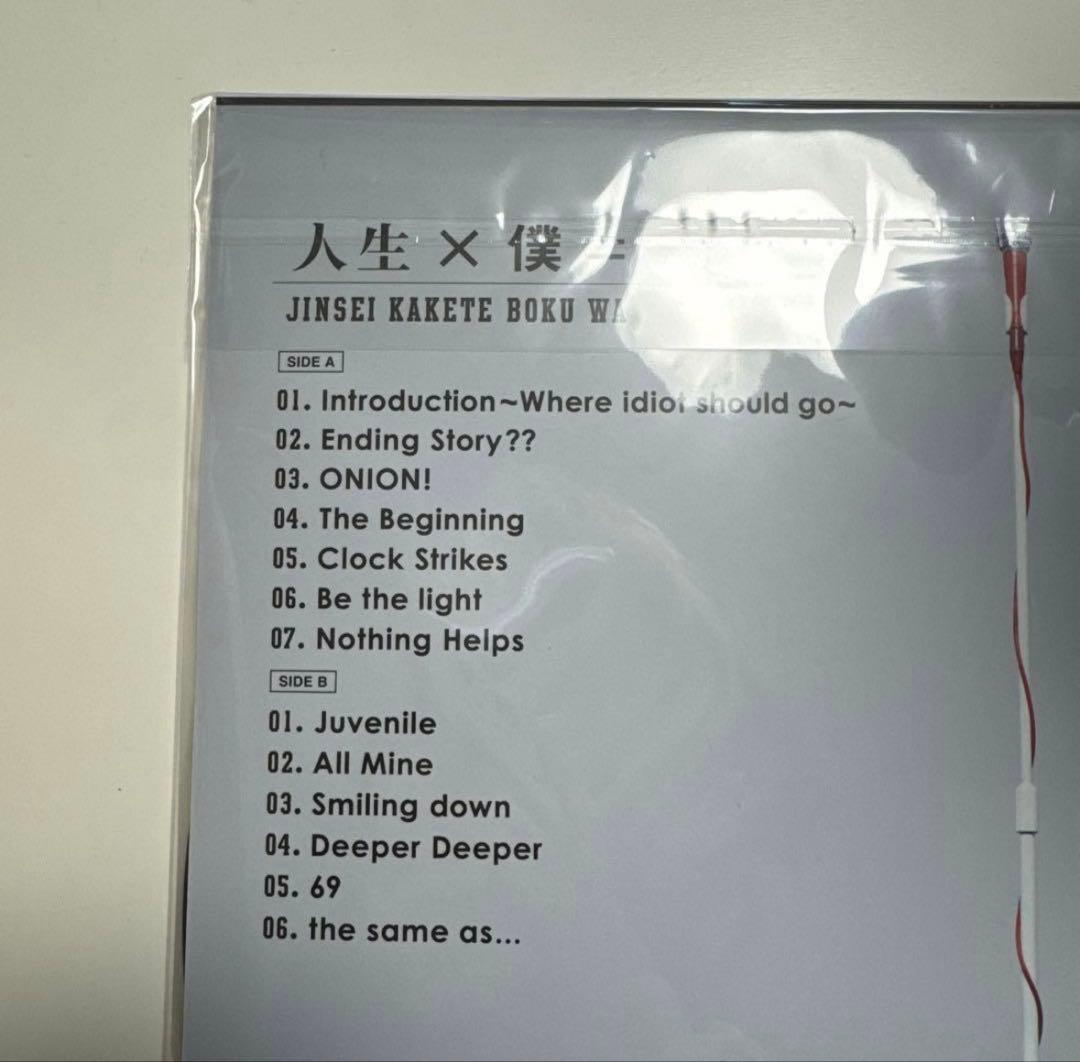 人生×僕=
JINSEI KAKETE BOKU WA
SIDE A
01. Introduction~Where idiot should go~
02. Ending Story??
03. ONION!
04. The Beginning
05. Clock Strikes
06. Be the light
07. Nothing Helps
SIDE B
01. Juvenile
02. All Mine
03. Smiling down
04. Deeper Deeper
05. 69
06. the same as...